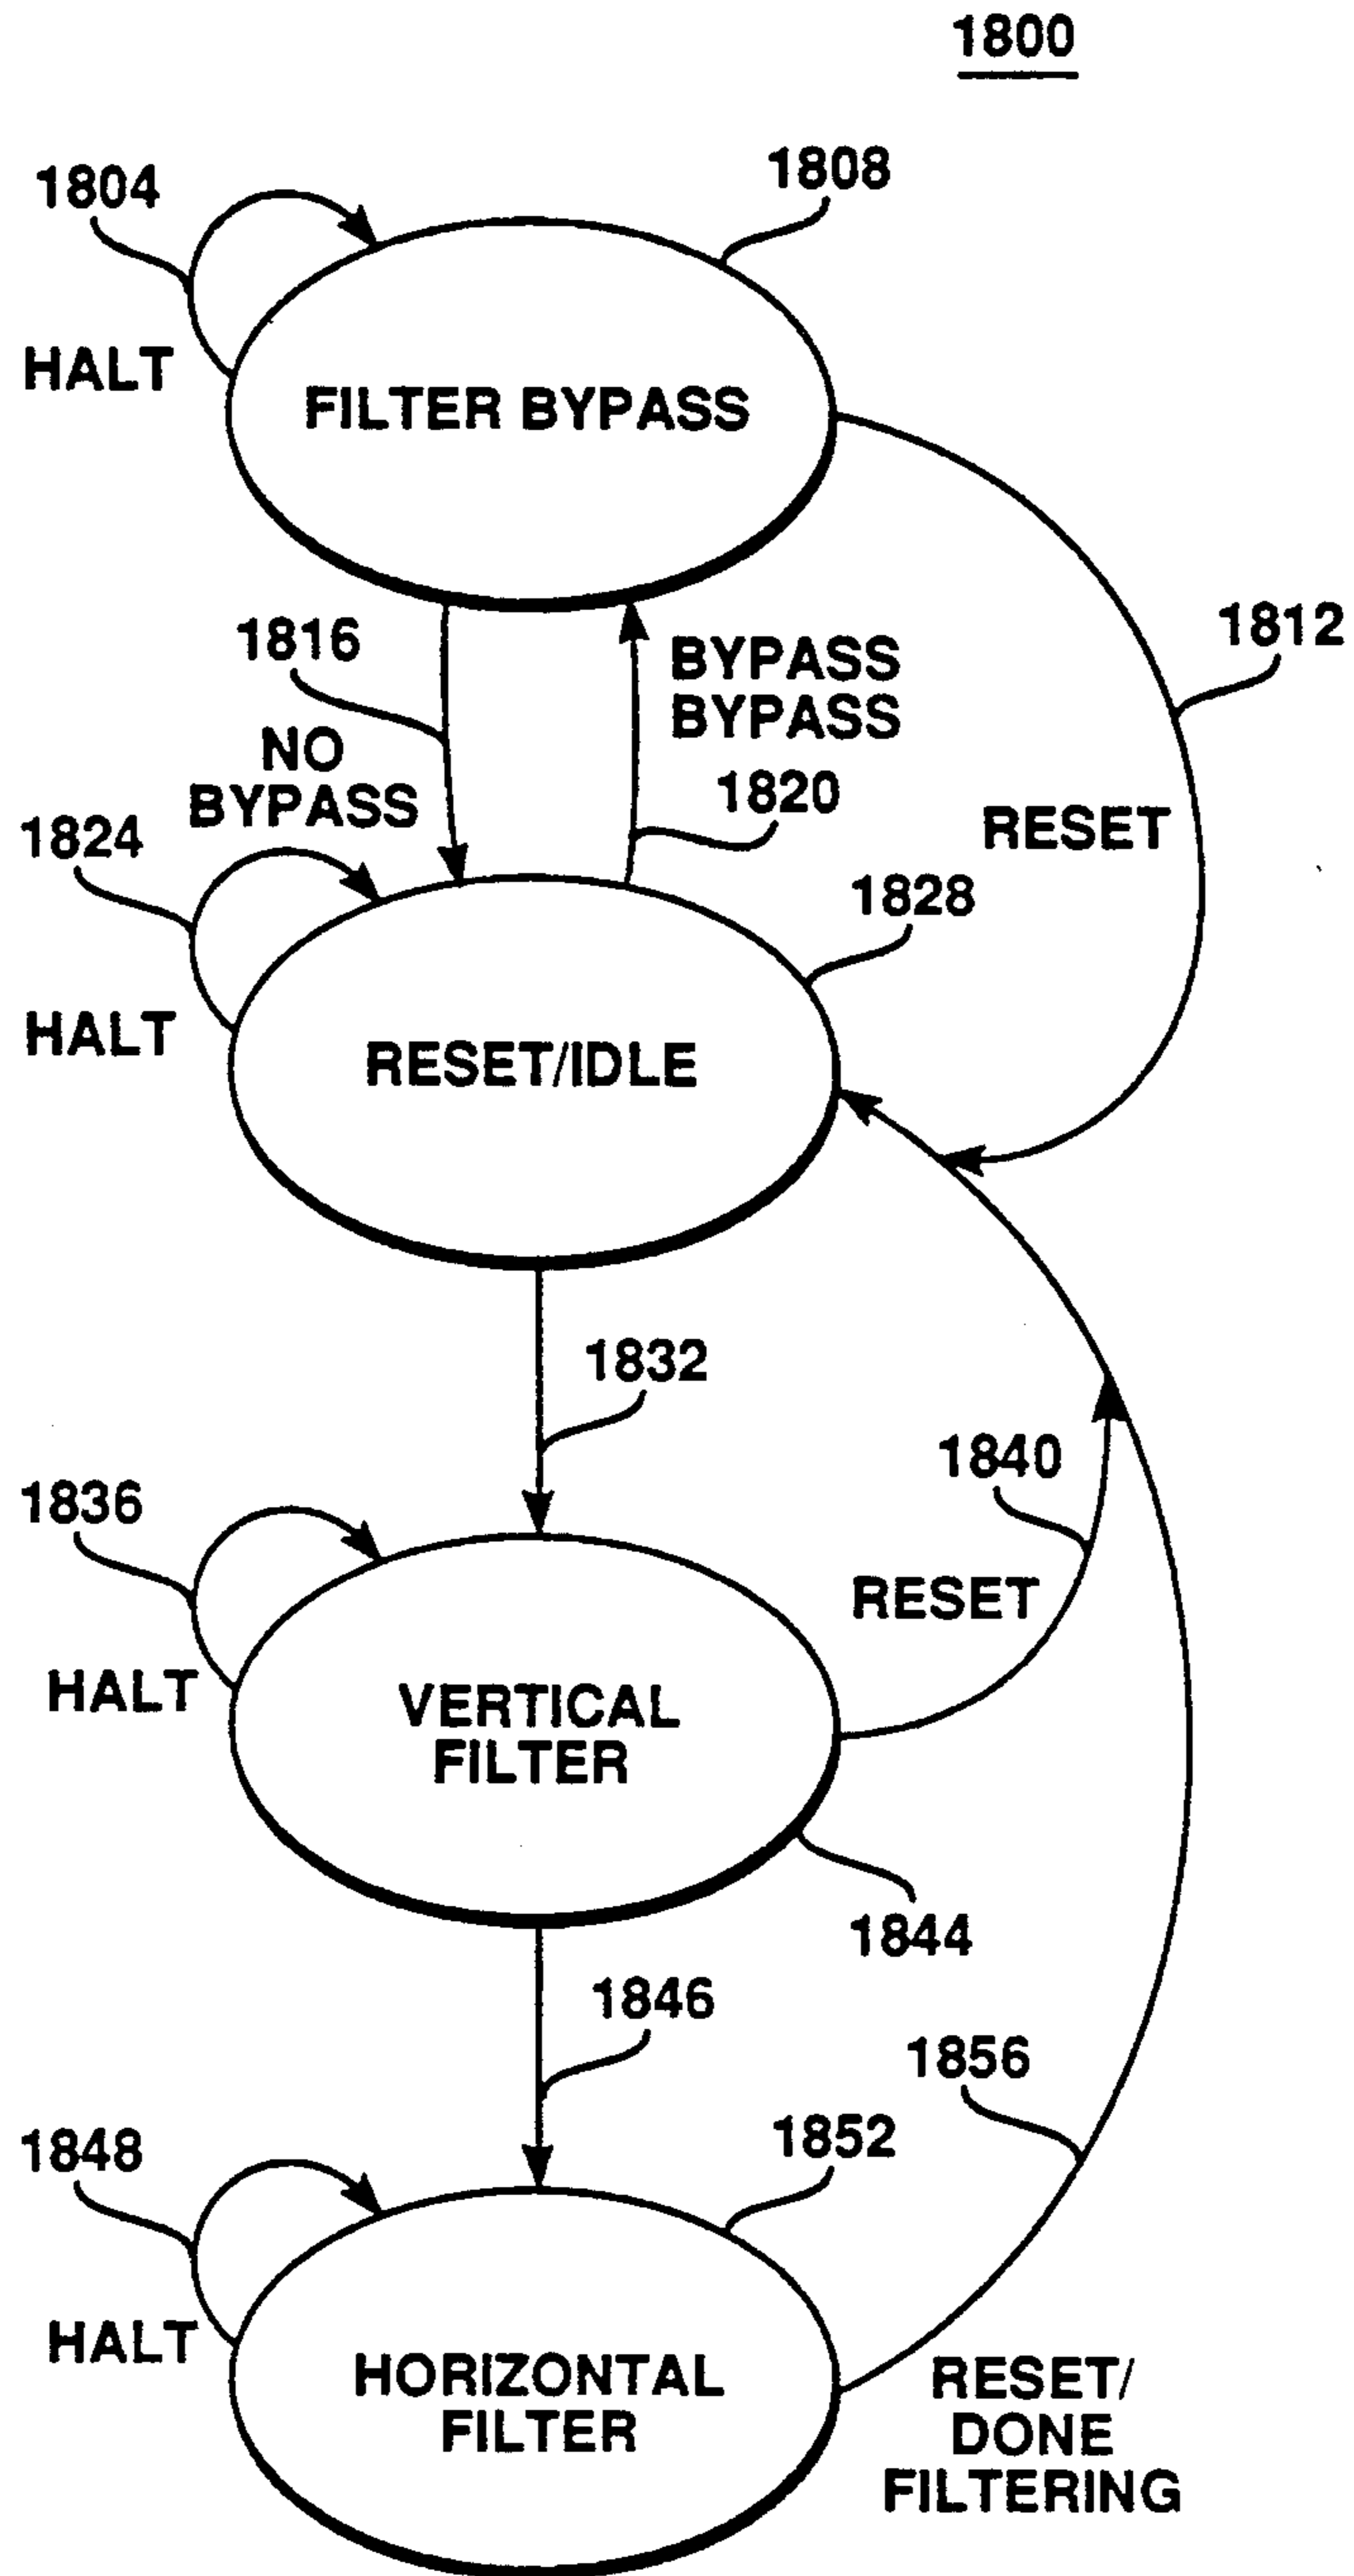 1800
1804
1808
HALT
FILTER BYPASS
1812
1816
BYPASS
BYPASS
NO
BYPASS
1820
RESET
1824
1828
HALT
RESET/IDLE
1832
1840
1836
RESET
HALT
VERTICAL
FILTER
1844
1846
1856
1852
1848
HALT
HORIZONTAL
FILTER
RESET/
DONE
FILTERING